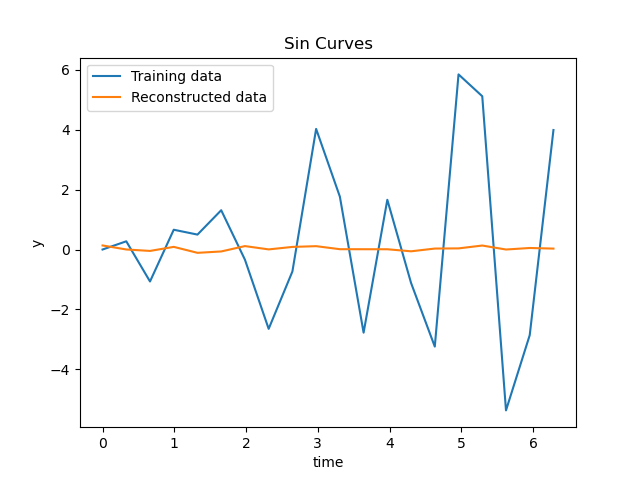 Sin Curves
Training data
Reconstructed data
6
4
2
0
−2
−4
y
0 1 2 3 4 5 6
time